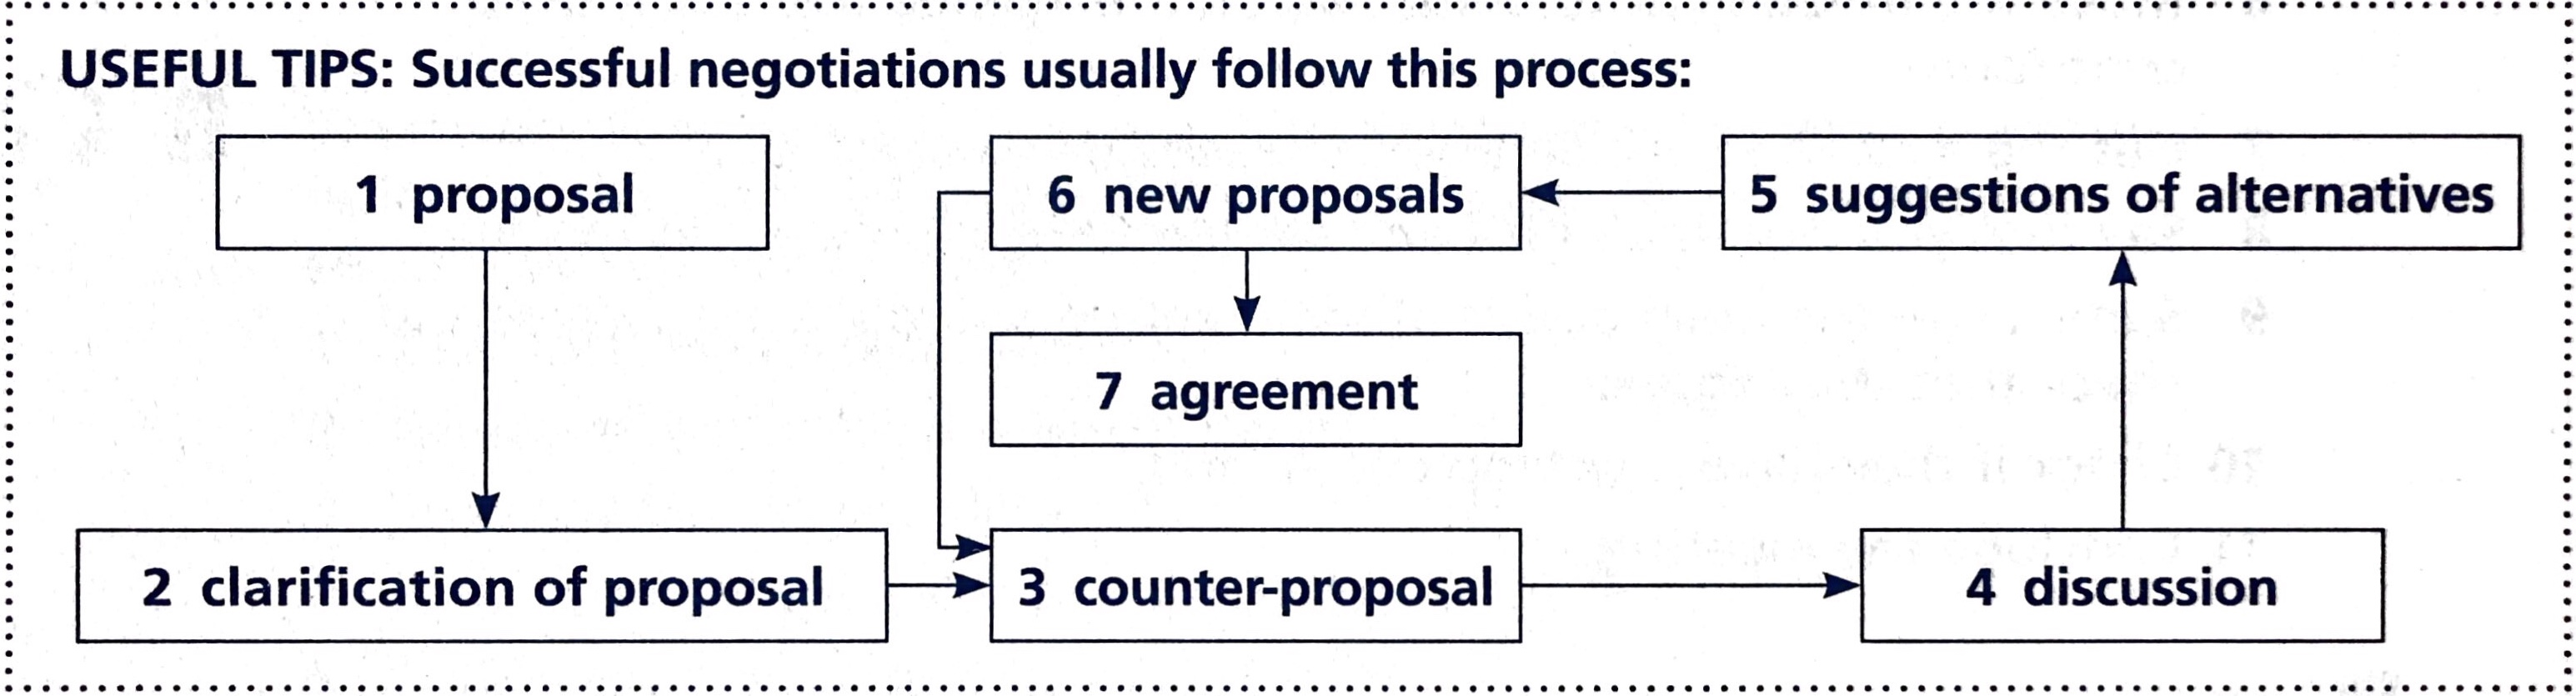 USEFUL TIPS: Successful negotiations usually follow this process:
1 proposal
6 new proposals
5 suggestions of alternatives
7 agreement
2 clarification of proposal
3 counter-proposal
4 discussion